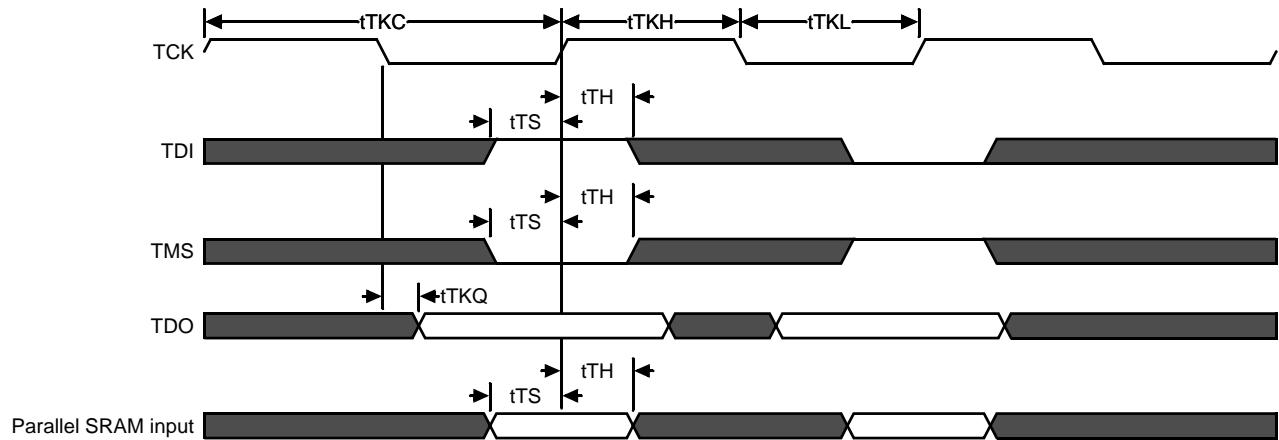 tTKC
tTKH
tTKL
TCK
tTH
tTS
TDI
tTH
tTS
TMS
tTKQ
TDO
tTH
tTS
Parallel SRAM input